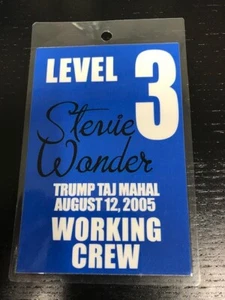 LEVEL 3
Stevie
Wonder
TRUMP TAJ MAHAL
AUGUST 12, 2005
WORKING
CREW